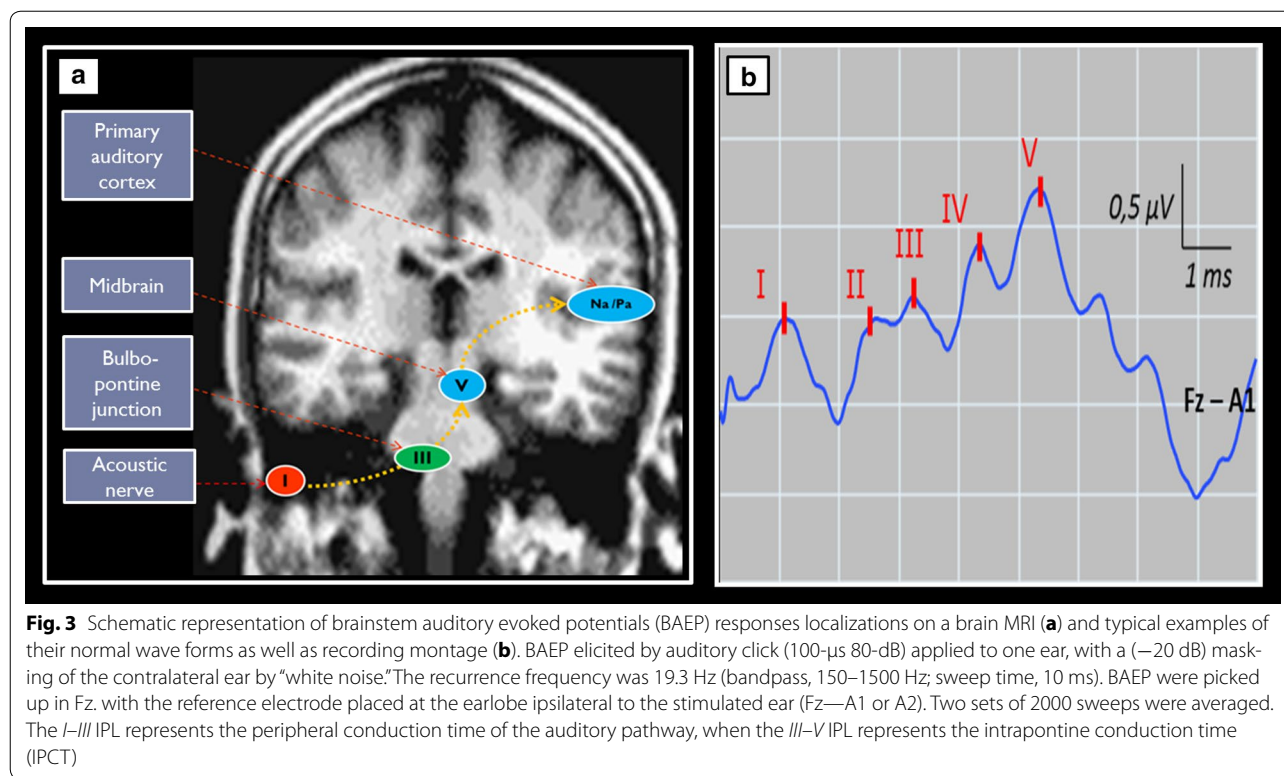 a
Primary
auditory
cortex
Midbrain
Bulbo-
pontine
junction
Acoustic
nerve
Na/Pa
V
III
I
b
I
II
III
IV
V
0,5 µV
1 ms
Fz – A1
Fig. 3 Schematic representation of brainstem auditory evoked potentials (BAEP) responses localizations on a brain MRI (a) and typical examples of
their normal wave forms as well as recording montage (b). BAEP elicited by auditory click (100-µs 80-dB) applied to one ear, with a (−20 dB) mask-
ing of the contralateral ear by “white noise.” The recurrence frequency was 19.3 Hz (bandpass, 150–1500 Hz; sweep time, 10 ms). BAEP were picked
up in Fz. with the reference electrode placed at the earlobe ipsilateral to the stimulated ear (Fz—A1 or A2). Two sets of 2000 sweeps were averaged.
The I–III IPL represents the peripheral conduction time of the auditory pathway, when the III–V IPL represents the intrapontine conduction time
(IPCT)